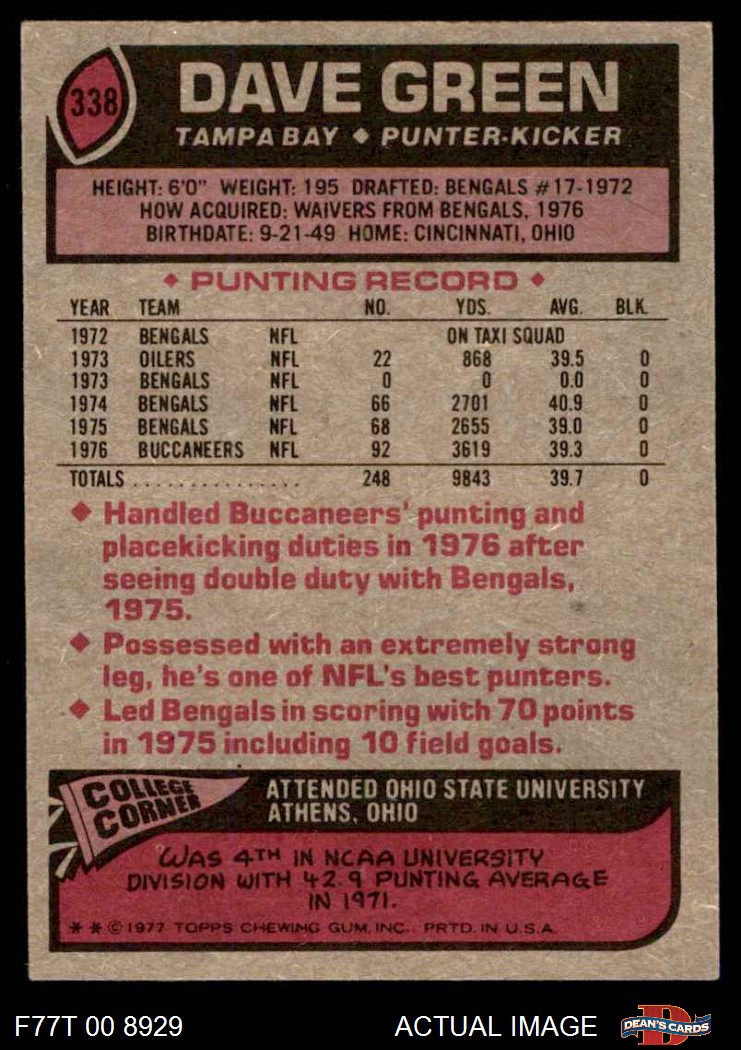 338
DAVE GREEN
TAMPA BAY ◆ PUNTER-KICKER
HEIGHT: 6'0" WEIGHT: 195 DRAFTED: BENGALS #17-1972
HOW ACQUIRED: WAIVERS FROM BENGALS, 1976
BIRTHDATE: 9-21-49 HOME: CINCINNATI, OHIO
◆ PUNTING RECORD ◆
YEAR TEAM NO. YDS. AVG. BLK.
1972 BENGALS NFL ON TAXI SQUAD
1973 OILERS NFL 22 868 39.5 0
1973 BENGALS NFL 0 0 0.0 0
1974 BENGALS NFL 66 2701 40.9 0
1975 BENGALS NFL 68 2655 39.0 0
1976 BUCCANEERS NFL 92 3619 39.3 0
TOTALS ................ 248 9843 39.7 0
◆ Handled Buccaneers' punting and
placekicking duties in 1976 after
seeing double duty with Bengals,
1975.
◆ Possessed with an extremely strong
leg, he's one of NFL's best punters.
◆ Led Bengals in scoring with 70 points
in 1975 including 10 field goals.
COLLEGE
CORNER
ATTENDED OHIO STATE UNIVERSITY
ATHENS, OHIO
WAS 4TH IN NCAA UNIVERSITY
DIVISION WITH 42.9 PUNTING AVERAGE
IN 1971.
* * © 1977 TOPPS CHEWING GUM, INC. PRTD. IN U.S.A.
F77T 00 8929
ACTUAL IMAGE
D
DEAN'S CARDS